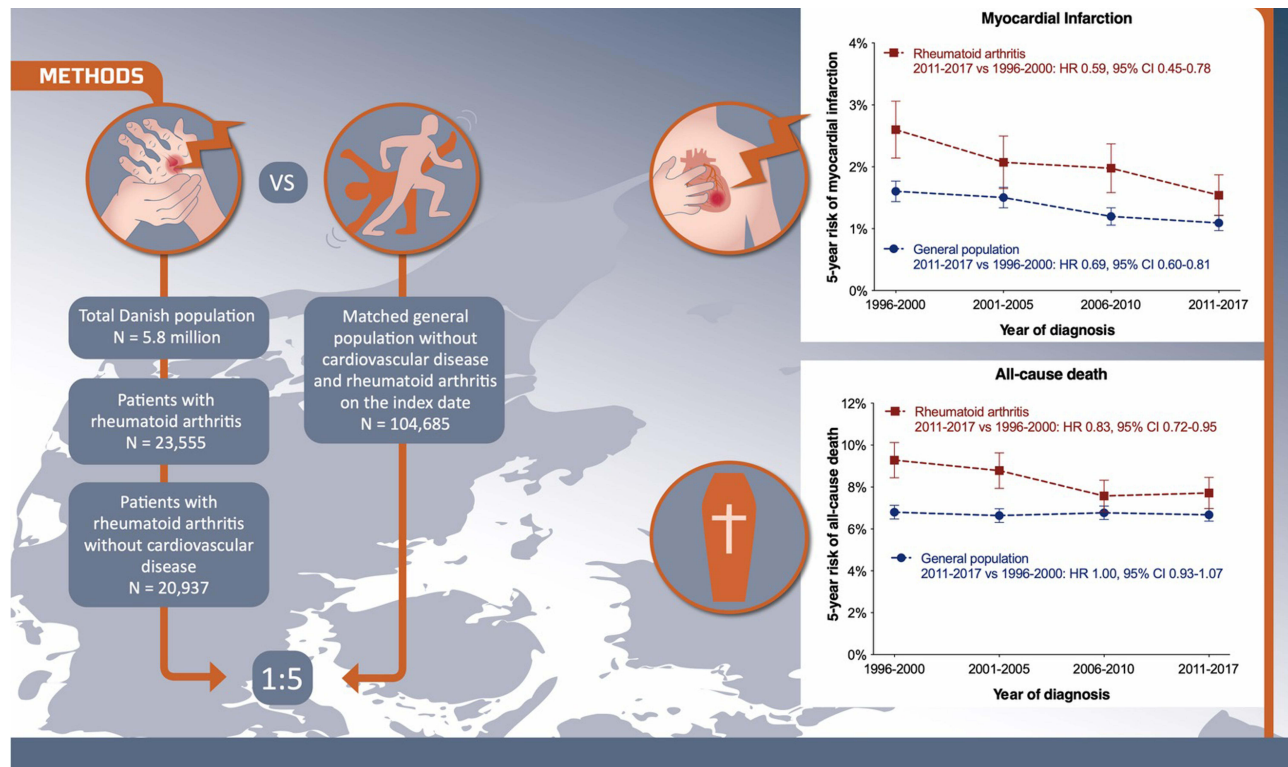 METHODS
VS
Total Danish population
N = 5.8 million
Patients with
rheumatoid arthritis
N = 23,555
Patients with
rheumatoid arthritis
without cardiovascular
disease
N = 20,937
Matched general
population without
cardiovascular disease
and rheumatoid arthritis
on the index date
N = 104,685
1:5
Myocardial Infarction
5-year risk of myocardial infarction
4%
3%
2%
1%
0%
Rheumatoid arthritis
2011-2017 vs 1996-2000: HR 0.59, 95% CI 0.45-0.78
General population
2011-2017 vs 1996-2000: HR 0.69, 95% CI 0.60-0.81
1996-2000 2001-2005 2006-2010 2011-2017
Year of diagnosis
All-cause death
5-year risk of all-cause death
12%
10%
8%
6%
4%
2%
0%
Rheumatoid arthritis
2011-2017 vs 1996-2000: HR 0.83, 95% CI 0.72-0.95
General population
2011-2017 vs 1996-2000: HR 1.00, 95% CI 0.93-1.07
1996-2000 2001-2005 2006-2010 2011-2017
Year of diagnosis